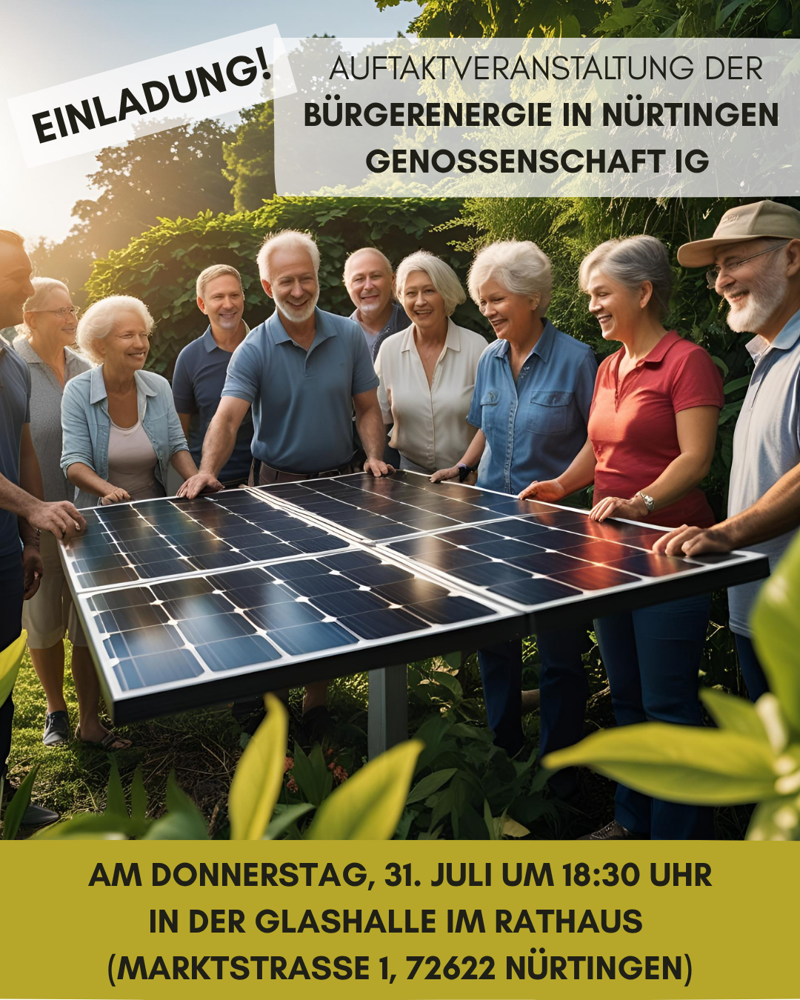 EINLADUNG!
AUFTAKTVERANSTALTUNG DER
BÜRGERENERGIE IN NÜRTINGEN
GENOSSENSCHAFT IG
AM DONNERSTAG, 31. JULI UM 18:30 UHR
IN DER GLASHALLE IM RATHAUS
(MARKTSTRASSE 1, 72622 NÜRTINGEN)